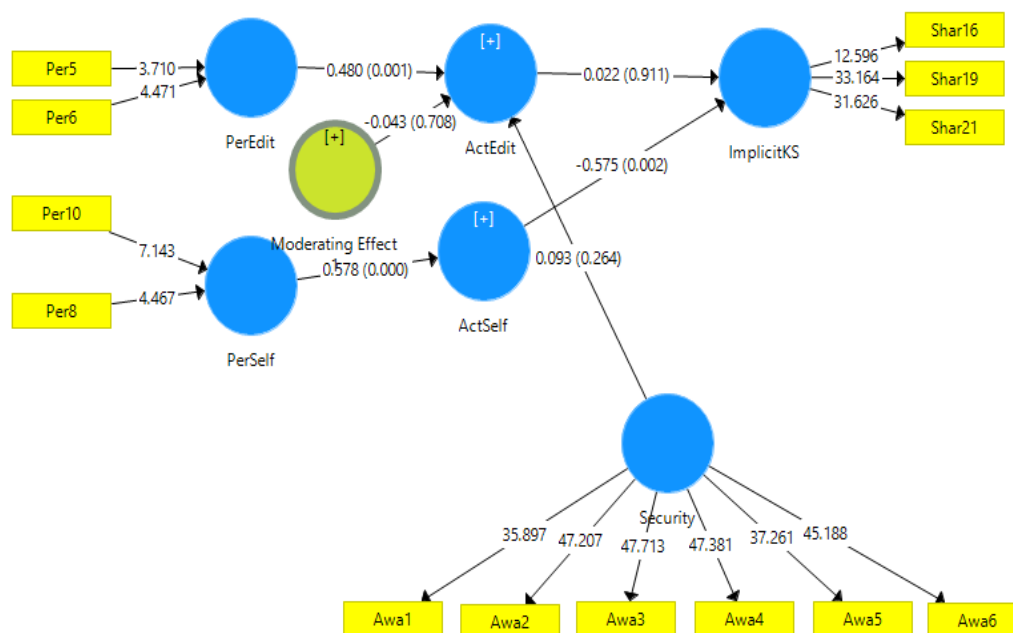 [+]
Shar16
Per5
3.710
0.480 (0.001)
0.022 (0.911)
12.596
33.164
Shar19
4.471
31.626
Per6
-0.043 (0.708)
Shar21
PerEdit
[+]
ActEdit
ImplicitKS
-0.575 (0.002)
Per10
[+]
7.143
Moderating Effect
1
0.578 (0.000)
0.093 (0.264)
Per8
4.467
ActSelf
PerSelf
Security
35.897
47.207
47.713
47.381
37.261
45.188
Awa1
Awa2
Awa3
Awa4
Awa5
Awa6